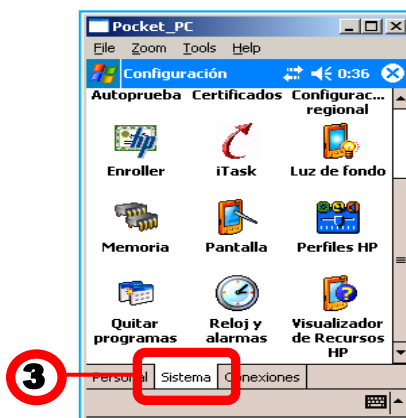 Pocket_PC
File Zoom Tools Help
Configuración 0:36
Autoprueba Certificados Configurac...
regional
hp
Enroller iTask Luz de fondo
Memoria Pantalla Perfiles HP
Quitar Reloj y Visualizador
programas alarmas de Recursos
HP
3
Personal Sistema Conexiones